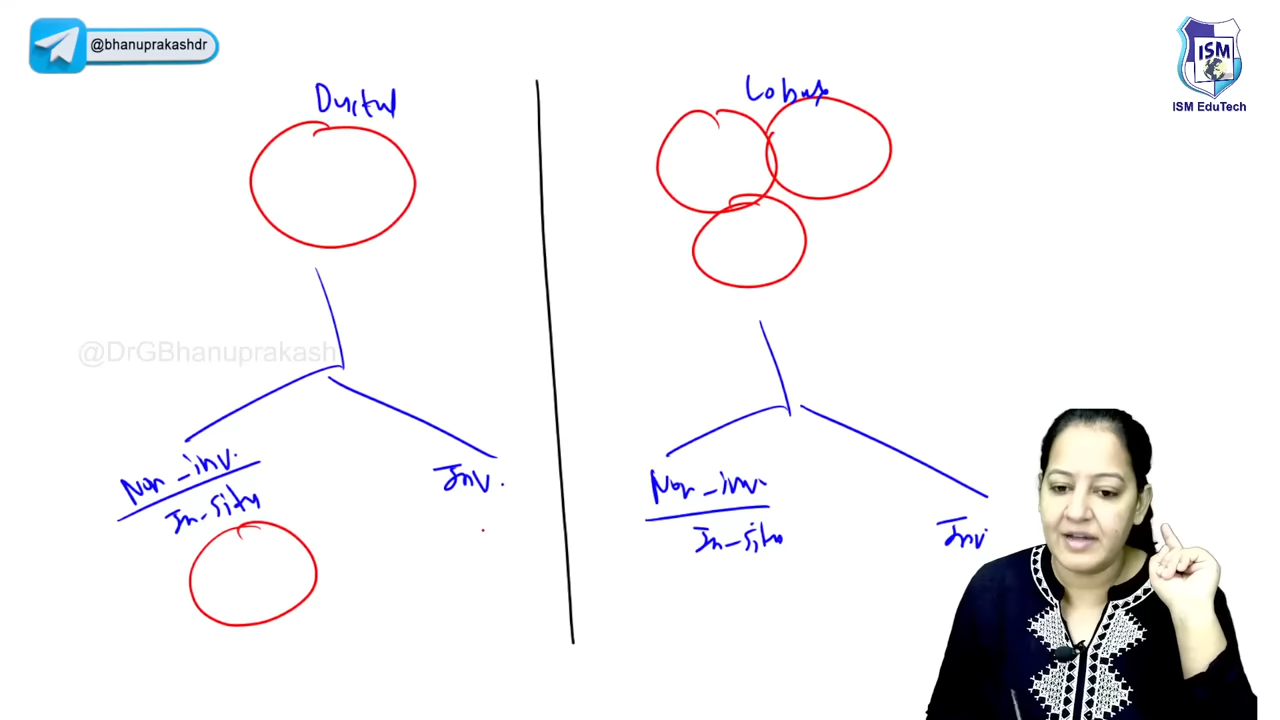 @bhanuprakashdr
ISM
ISM EduTech
Ductal
Lobular
@DrGBhanuprakash
Non-inv.
In-situ
Inv.
Non-inv.
In-situ
Inv